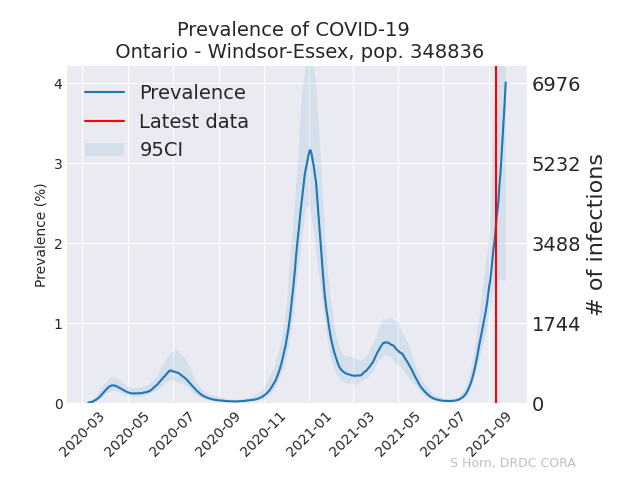 Prevalence of COVID-19
Ontario - Windsor-Essex, pop. 348836
Prevalence
Latest data
95CI
Prevalence (%)
4
3
2
1
0
6976
5232
3488
1744
0
# of infections
2020-03
2020-05
2020-07
2020-09
2020-11
2021-01
2021-03
2021-05
2021-07
2021-09
S Horn, DRDC CORA